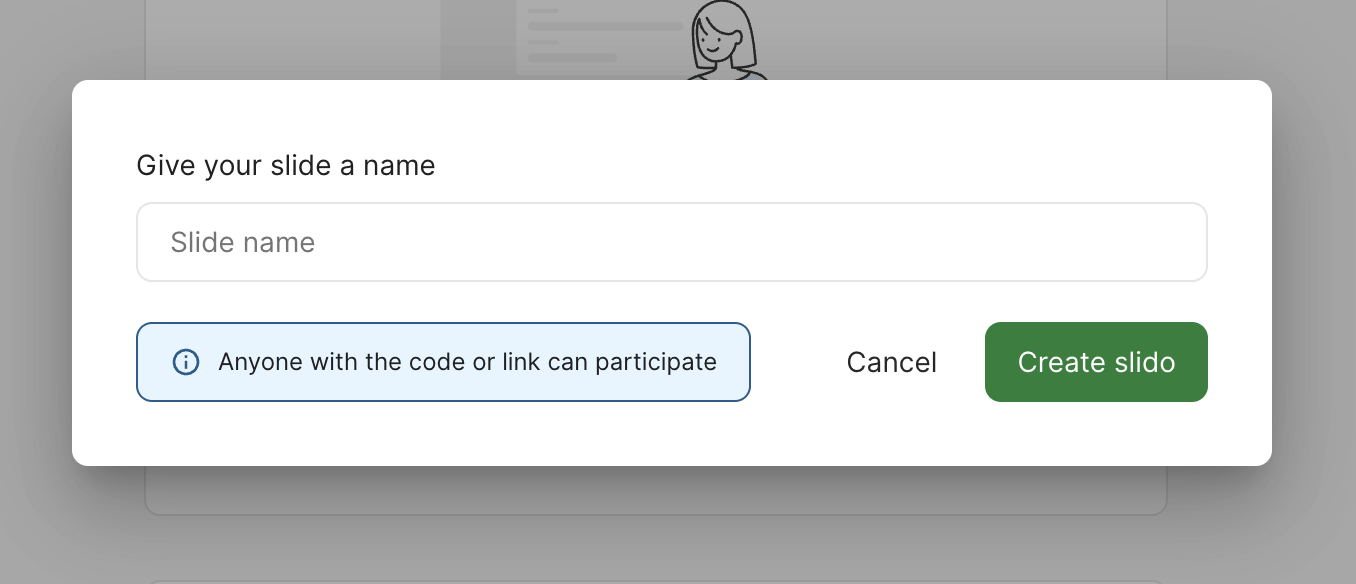 Give your slide a name
Slide name
Anyone with the code or link can participate
Cancel
Create slido